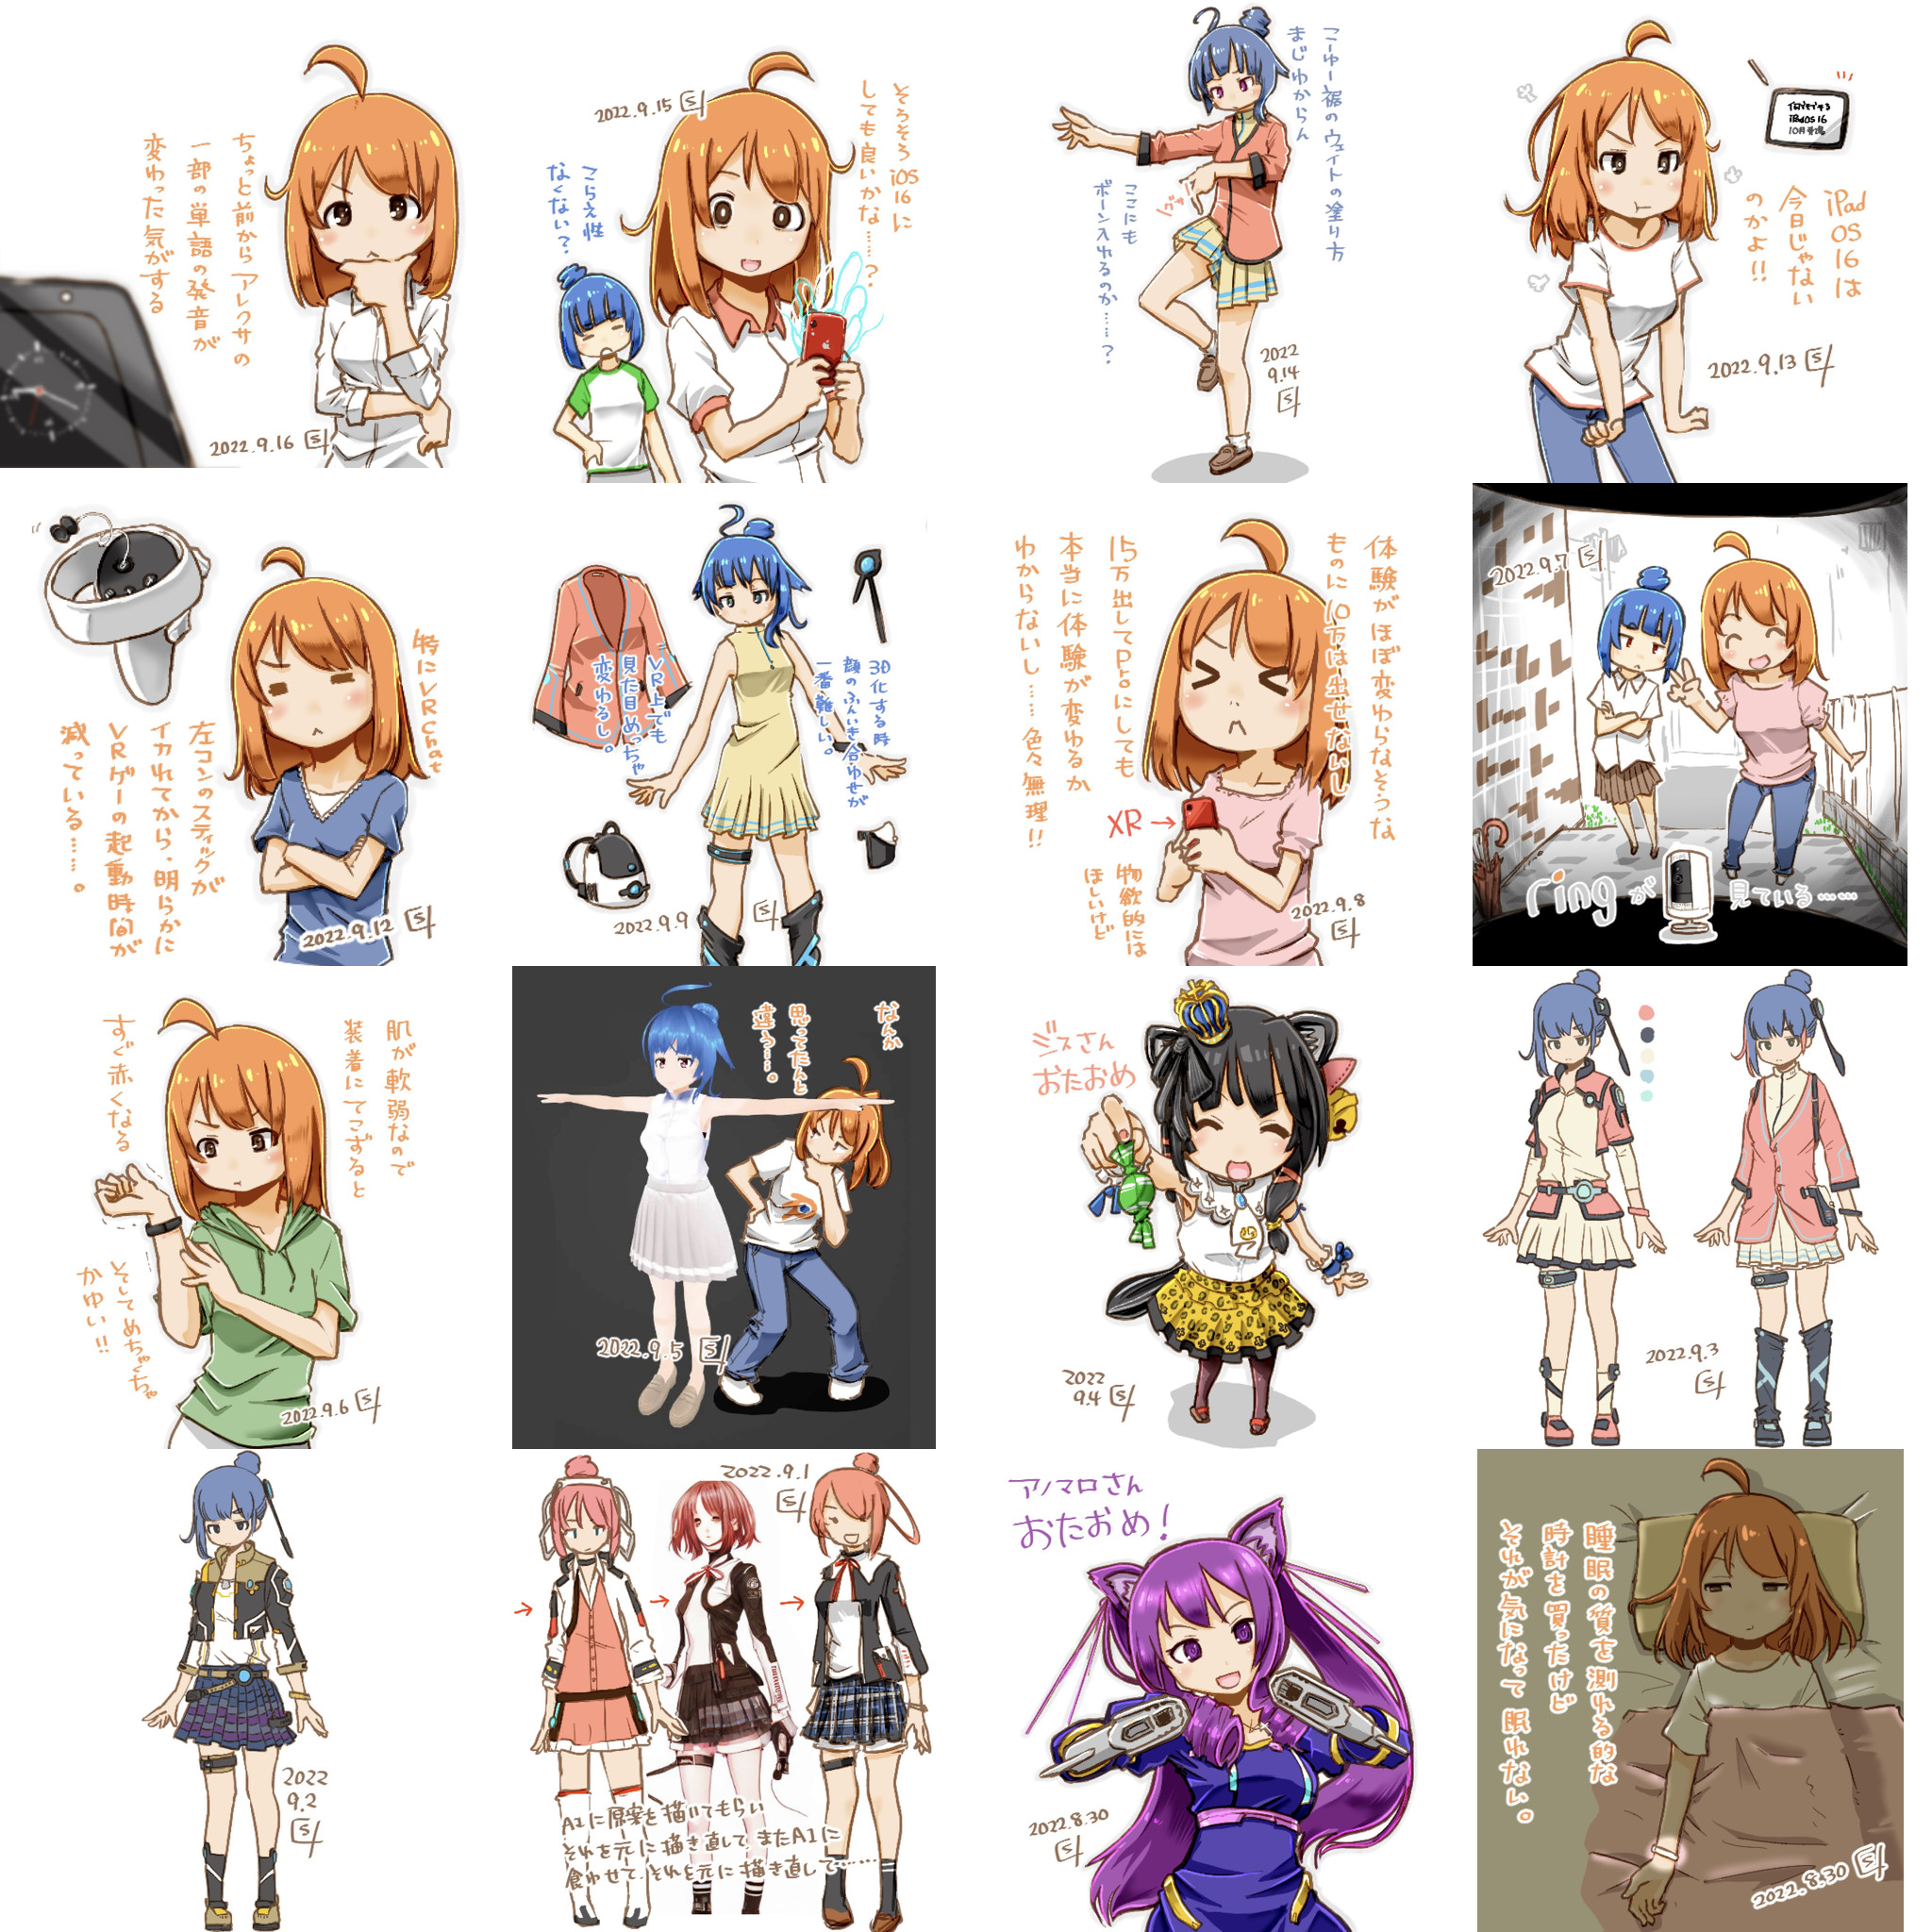 ちょっと前からアレクサの
一部の単語の発音が
変わった気がする
2022.9.16
2022.9.15
そろそろiOS16に
しても良いかな……?
こらえ性
なくない?
こーゆー裾のウェイトの塗り方
まじわからん
グサ
ここにも
ボーン入れるのか……?
2022
9.14
iPadOS16
10月登場
iPad
OS
16は
今日じゃない
のかよ!!
2022.9.13
特にVRChat
左コンのスティックが
イカれてから、明らかに
VRゲーの起動時間が
減っている……。
2022.9.12
3D化する時
顔のふんいき合わせが
一番難しい。
VR上でも
見た目めっちゃ
変わるし。
2022.9.9
体験がほぼ変わらなそうな
ものに10万は出せないし
15万出してProにしても
本当に体験が変わるか
わからないし……色々無理!!
XR→
物欲的には
ほしいけど
2022.9.8
2022.9.7
ringが見ている……
肌が軟弱なので
装着にてこずると
すぐ赤くなる
そしてめちゃくちゃ
かゆい!!
2022.9.6
なんか
思ってたんと
違う……。
2022.9.5
ジスさん
おたおめ
2022
9.4
2022.9.3
2022
9.2
2022.9.1
AIに原案を描いてもらい
それを元に描き直して、またAIに
食わせて、それを元に描き直して……
アノマロさん
おたおめ!
2022.8.30
睡眠の質を測れる的な
時計を買ったけど
それが気になって眠れない。
2022.8.30